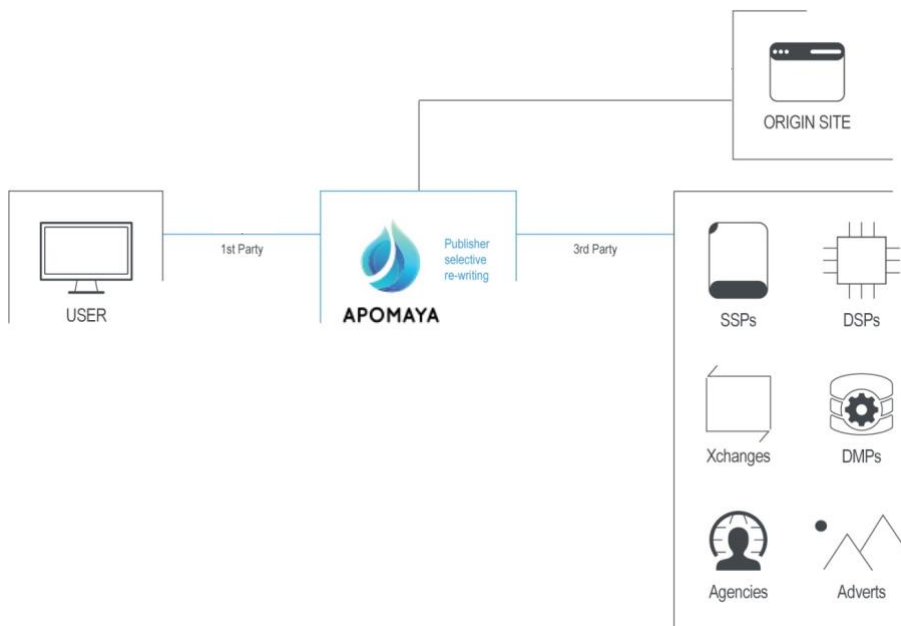 ORIGIN SITE
USER
1st Party
Publisher
selective
re-writing
APOMAYA
3rd Party
SSPs
DSPs
Xchanges
DMPs
Agencies
Adverts